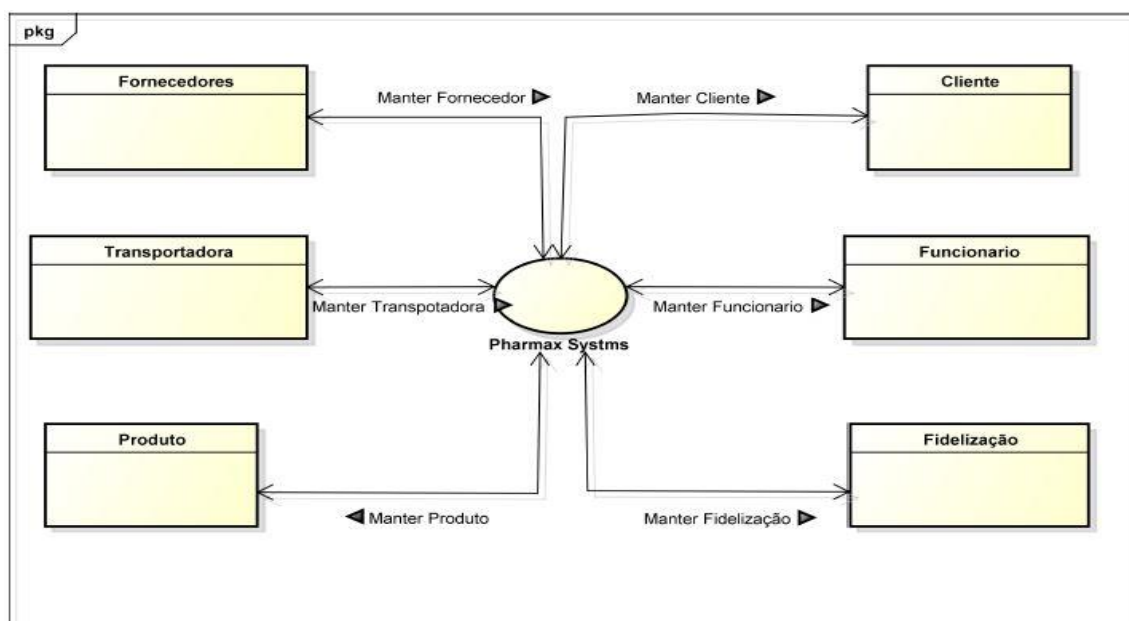 pkg
Fornecedores
Manter Fornecedor
Manter Cliente
Cliente
Transportadora
Manter Transpotadora
Pharmax Systms
Manter Funcionario
Funcionario
Produto
Manter Produto
Manter Fidelização
Fidelização